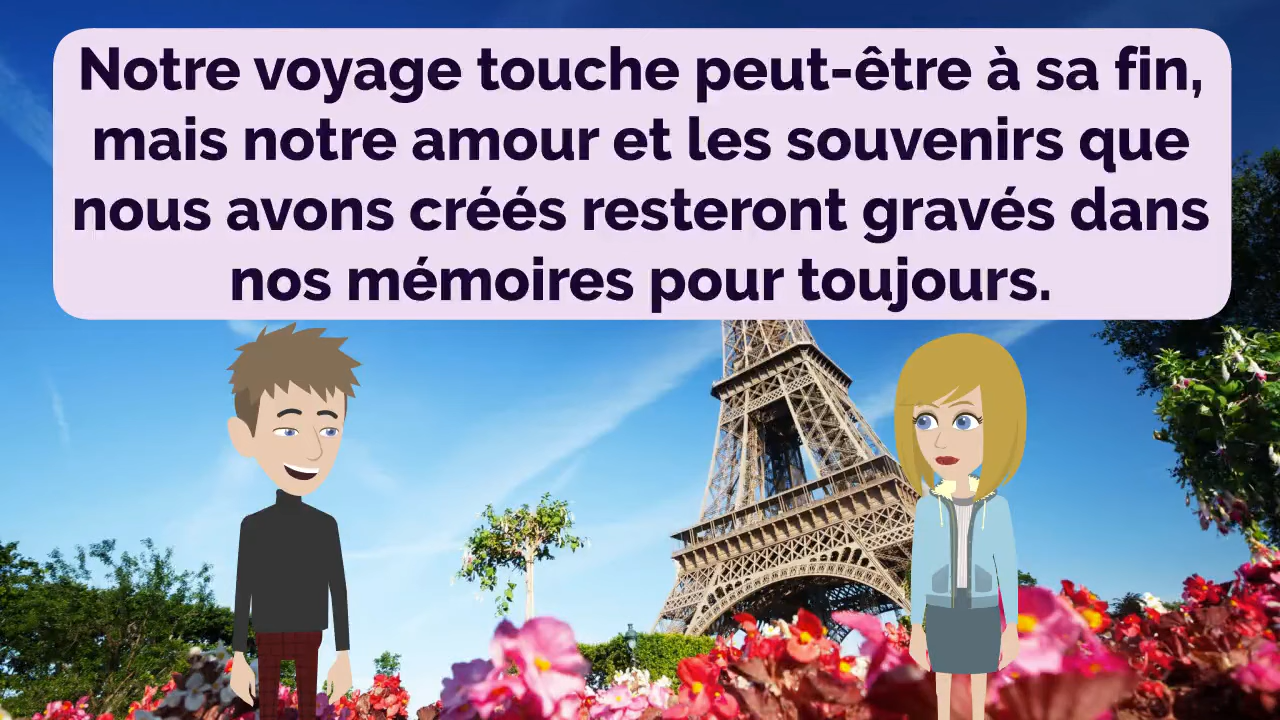 Notre voyage touche peut-être à sa fin,
mais notre amour et les souvenirs que
nous avons créés resteront gravés dans
nos mémoires pour toujours.